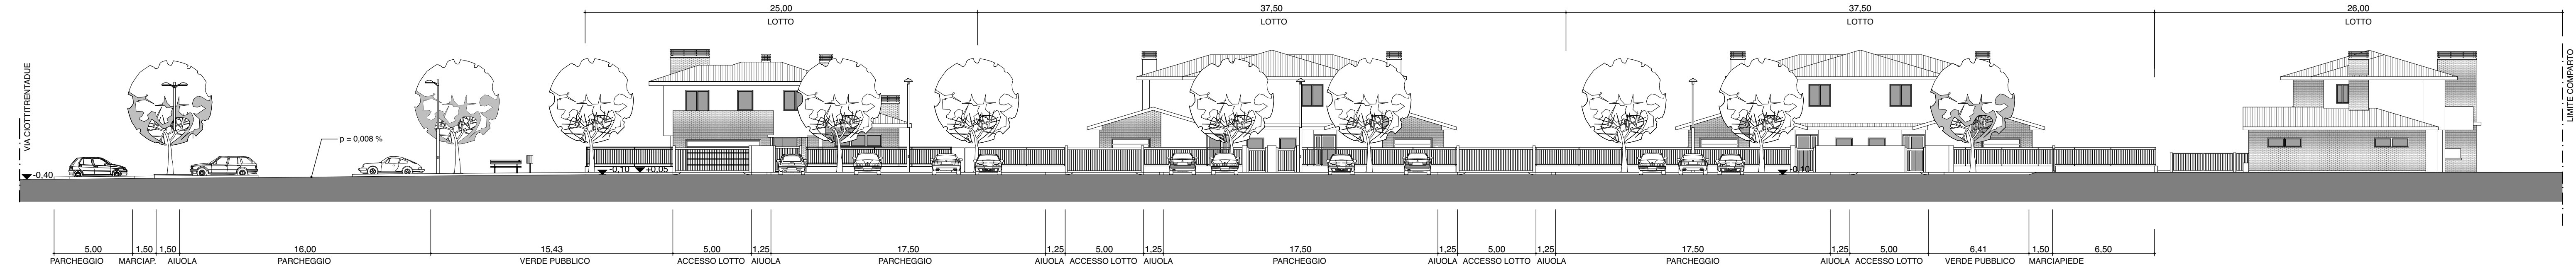 25,00
LOTTO
37,50
LOTTO
37,50
LOTTO
26,00
LOTTO
VIA CIOTTITRENTADUE
LIMITE COMPARTO
p = 0,008 %
-0,40
-0,10
+0,05
-0,10
5,00 1,50 1,50 16,00 15,43 5,00 1,25 17,50 1,25 5,00 1,25 17,50 1,25 5,00 1,25 17,50 1,25 5,00 6,41 1,50 6,50
PARCHEGGIO MARCIAP. AIUOLA PARCHEGGIO VERDE PUBBLICO ACCESSO LOTTO AIUOLA PARCHEGGIO AIUOLA ACCESSO LOTTO AIUOLA PARCHEGGIO AIUOLA ACCESSO LOTTO AIUOLA PARCHEGGIO AIUOLA ACCESSO LOTTO VERDE PUBBLICO MARCIAPIEDE